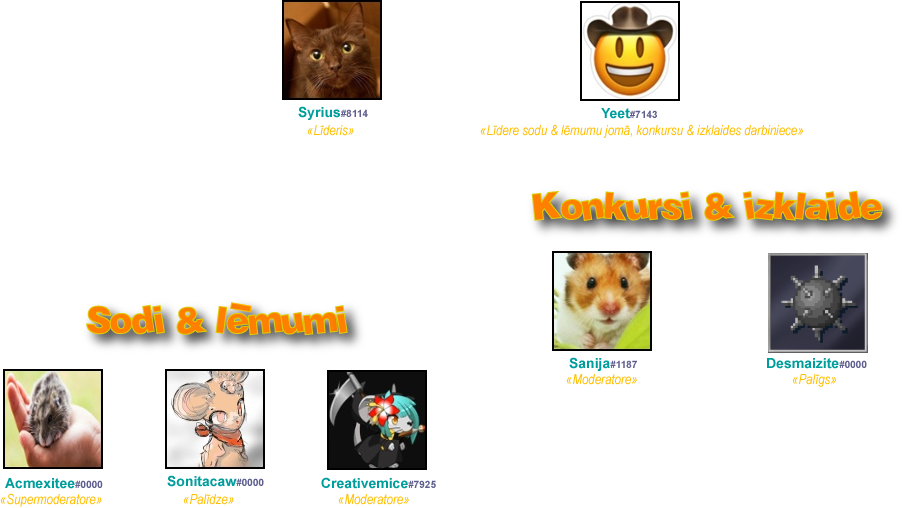 Syrius#8114
«Līderis»
Yeet#7143
«Līdere sodu & lēmumu jomā, konkursu & izklaides darbiniece»
Konkursi & izklaide
Sanija#1187
«Moderatore»
Desmaizite#0000
«Palīgs»
Sodi & lēmumi
Acmexitee#0000
«Supermoderatore»
Sonitacaw#0000
«Palīdze»
Creativemice#7925
«Moderatore»